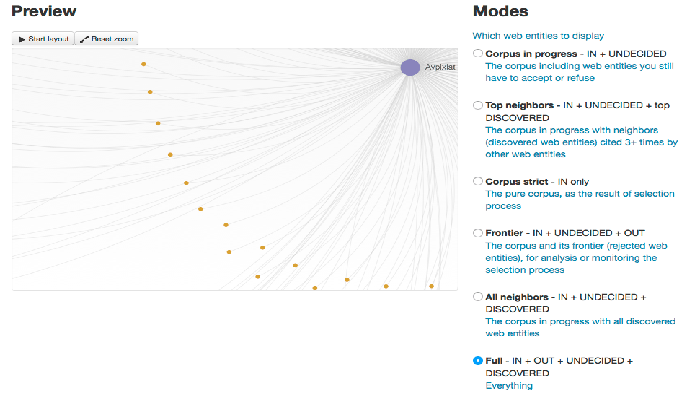 Preview
Start layout
Reset zoom
Avpixlat
Modes
Which web entities to display
Corpus in progress - IN + UNDECIDED
The corpus including web entities you still
have to accept or refuse
Top neighbors - IN + UNDECIDED + top
DISCOVERED
The corpus in progress with neighbors
(discovered web entities) cited 3+ times by
other web entities
Corpus strict - IN only
The pure corpus, as the result of selection
process
Frontier - IN + UNDECIDED + OUT
The corpus and its frontier (rejected web
entities), for analysis or monitoring the
selection process
All neighbors - IN + UNDECIDED +
DISCOVERED
The corpus in progress with all discovered
web entities
Full - IN + OUT + UNDECIDED +
DISCOVERED
Everything